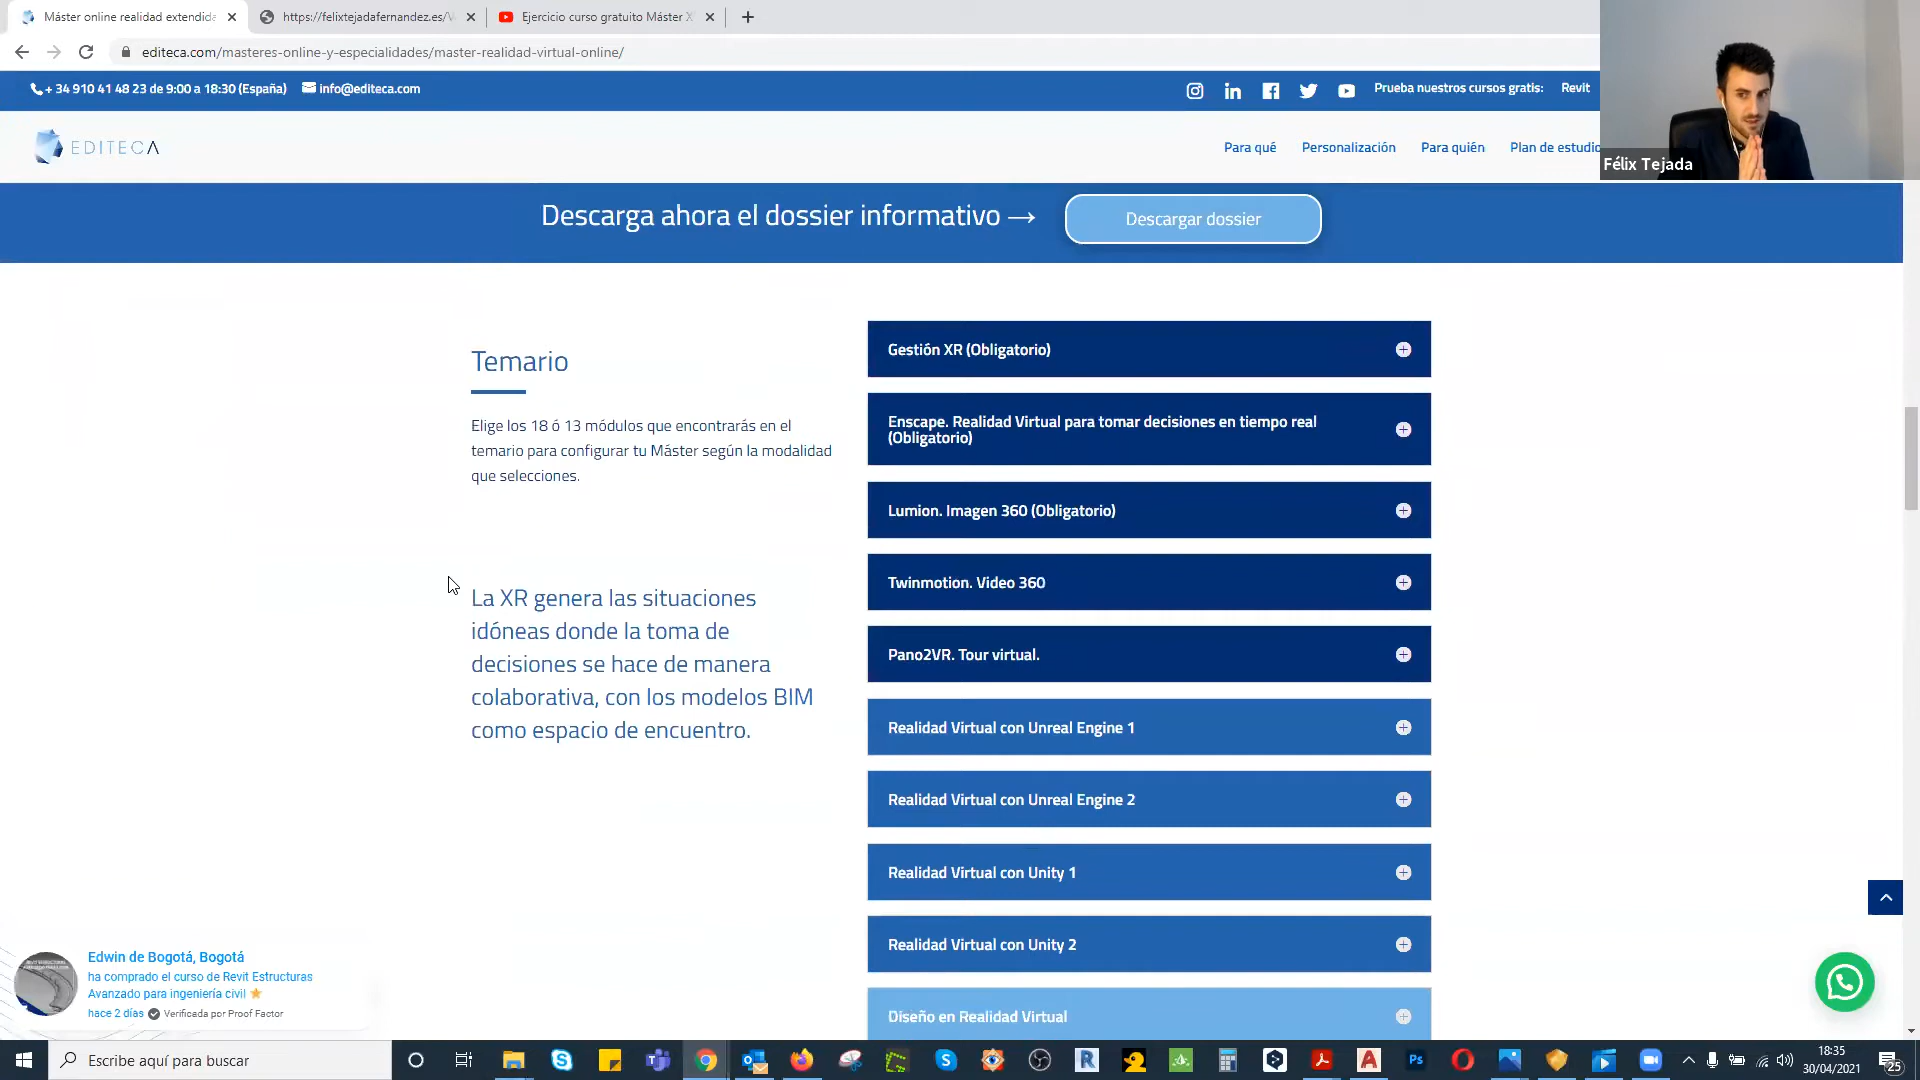 Máster online realidad extendida
https://felixtejadafernandez.es/
Ejercicio curso gratuito Máster X
editeca.com/masteres-online-y-especialidades/master-realidad-virtual-online/
+ 34 910 41 48 23 de 9:00 a 18:30 (España)
info@editeca.com
Prueba nuestros cursos gratis:
Revit
EDITECA
Para qué
Personalización
Para quién
Plan de estudio
Félix Tejada
Descarga ahora el dossier informativo →
Descargar dossier
Temario
Elige los 18 ó 13 módulos que encontrarás en el
temario para configurar tu Máster según la modalidad
que selecciones.
La XR genera las situaciones
idóneas donde la toma de
decisiones se hace de manera
colaborativa, con los modelos BIM
como espacio de encuentro.
Gestión XR (Obligatorio)
Enscape. Realidad Virtual para tomar decisiones en tiempo real
(Obligatorio)
Lumion. Imagen 360 (Obligatorio)
Twinmotion. Video 360
Pano2VR. Tour virtual.
Realidad Virtual con Unreal Engine 1
Realidad Virtual con Unreal Engine 2
Realidad Virtual con Unity 1
Realidad Virtual con Unity 2
Diseño en Realidad Virtual
Edwin de Bogotá, Bogotá
ha comprado el curso de Revit Estructuras
Avanzado para ingeniería civil
hace 2 días Verificada por Proof Factor
Escribe aquí para buscar
18:35
30/04/2021
25